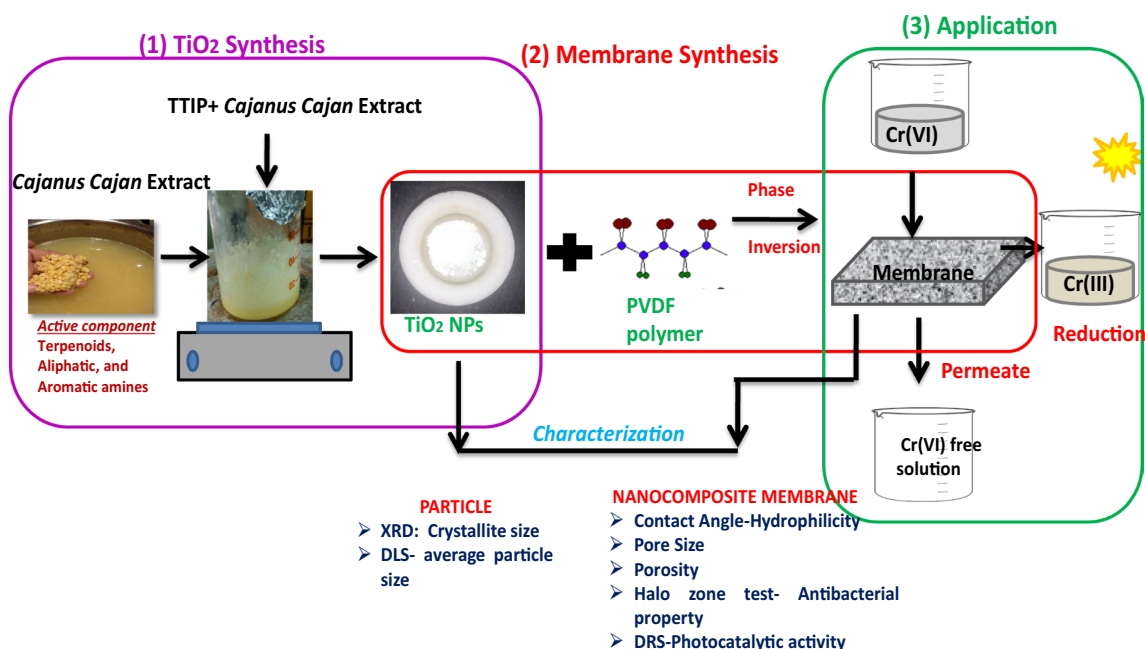 (1) TiO2 Synthesis
(2) Membrane Synthesis
(3) Application
TTIP+ Cajanus Cajan Extract
Cajanus Cajan Extract
Active component
Terpenoids,
Aliphatic, and
Aromatic amines
TiO2 NPs
PVDF
polymer
Phase
Inversion
Cr(VI)
Membrane
Cr(III)
Reduction
Permeate
Cr(VI) free
solution
Characterization
PARTICLE
➢ XRD: Crystallite size
➢ DLS- average particle
size
NANOCOMPOSITE MEMBRANE
➢ Contact Angle-Hydrophilicity
➢ Pore Size
➢ Porosity
➢ Halo zone test- Antibacterial
property
➢ DRS-Photocatalytic activity